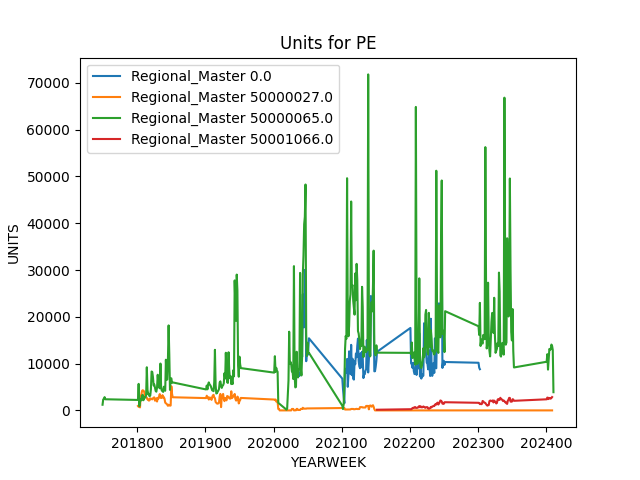 Units for PE
Regional_Master 0.0
Regional_Master 50000027.0
Regional_Master 50000065.0
Regional_Master 50001066.0
UNITS
70000
60000
50000
40000
30000
20000
10000
0
201800 201900 202000 202100 202200 202300 202400
YEARWEEK